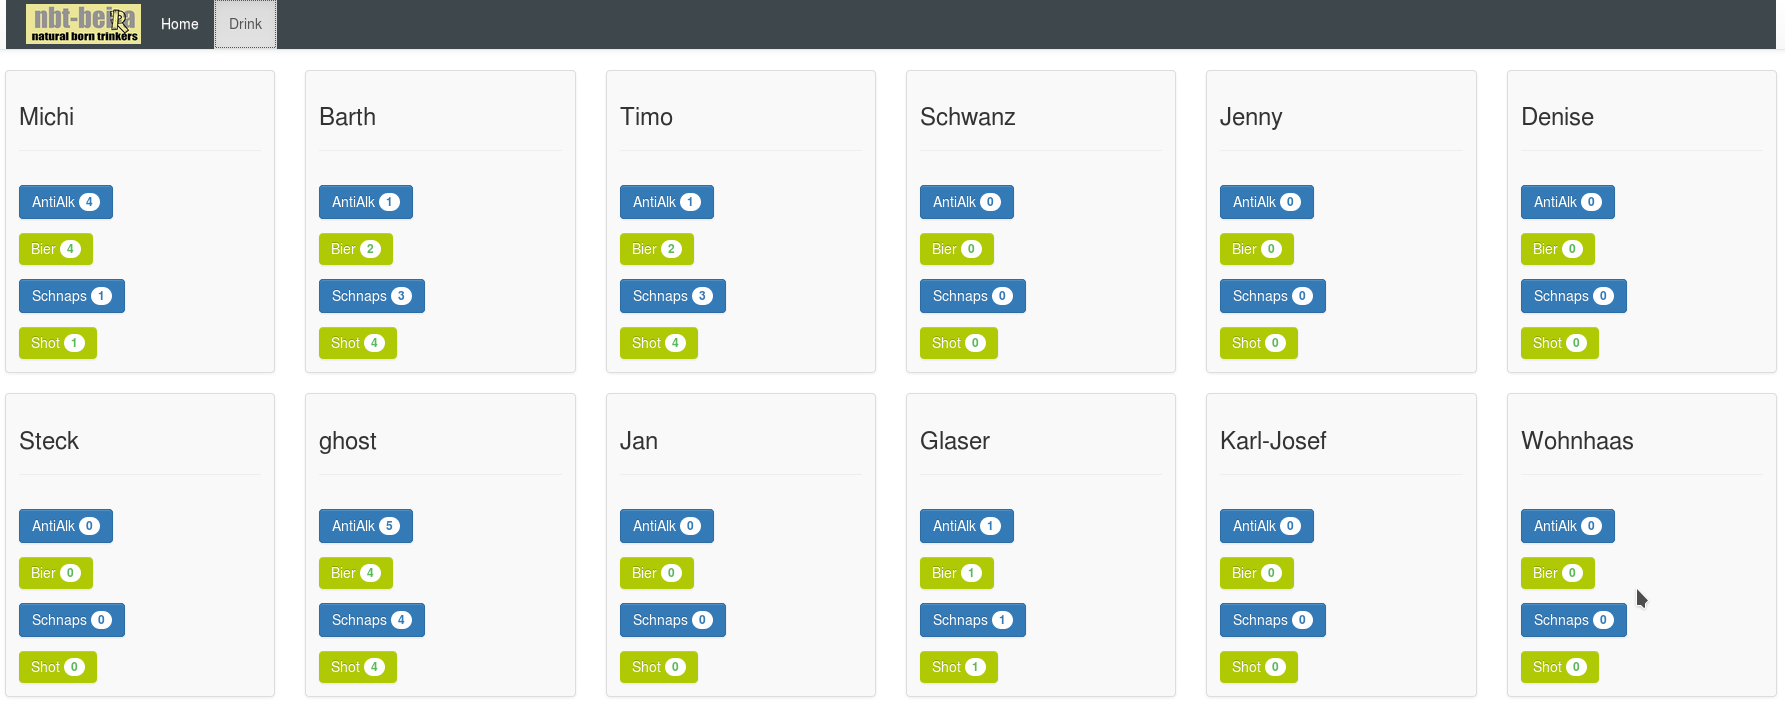 nbt-beiRa Home Drink
natural born trinkers
Michi Barth Timo Schwanz Jenny Denise
AntiAlk 4 AntiAlk 1 AntiAlk 1 AntiAlk 0 AntiAlk 0 AntiAlk 0
Bier 4 Bier 2 Bier 2 Bier 0 Bier 0 Bier 0
Schnaps 1 Schnaps 3 Schnaps 3 Schnaps 0 Schnaps 0 Schnaps 0
Shot 1 Shot 4 Shot 4 Shot 0 Shot 0 Shot 0
Steck ghost Jan Glaser Karl-Josef Wohnhaas
AntiAlk 0 AntiAlk 5 AntiAlk 0 AntiAlk 1 AntiAlk 0 AntiAlk 0
Bier 0 Bier 4 Bier 0 Bier 1 Bier 0 Bier 0
Schnaps 0 Schnaps 4 Schnaps 0 Schnaps 1 Schnaps 0 Schnaps 0
Shot 0 Shot 4 Shot 0 Shot 1 Shot 0 Shot 0